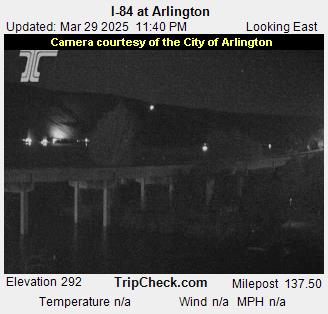 I-84 at Arlington
Updated: Mar 29 2025 11:40 PM Looking East
Camera courtesy of the City of Arlington
Elevation 292 TripCheck.com Milepost 137.50
Temperature n/a Wind n/a MPH n/a